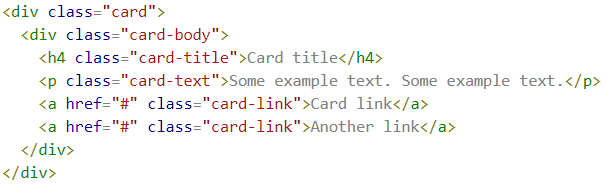 <div class="card">
  <div class="card-body">
    <h4 class="card-title">Card title</h4>
    <p class="card-text">Some example text. Some example text.</p>
    <a href="#" class="card-link">Card link</a>
    <a href="#" class="card-link">Another link</a>
  </div>
</div>